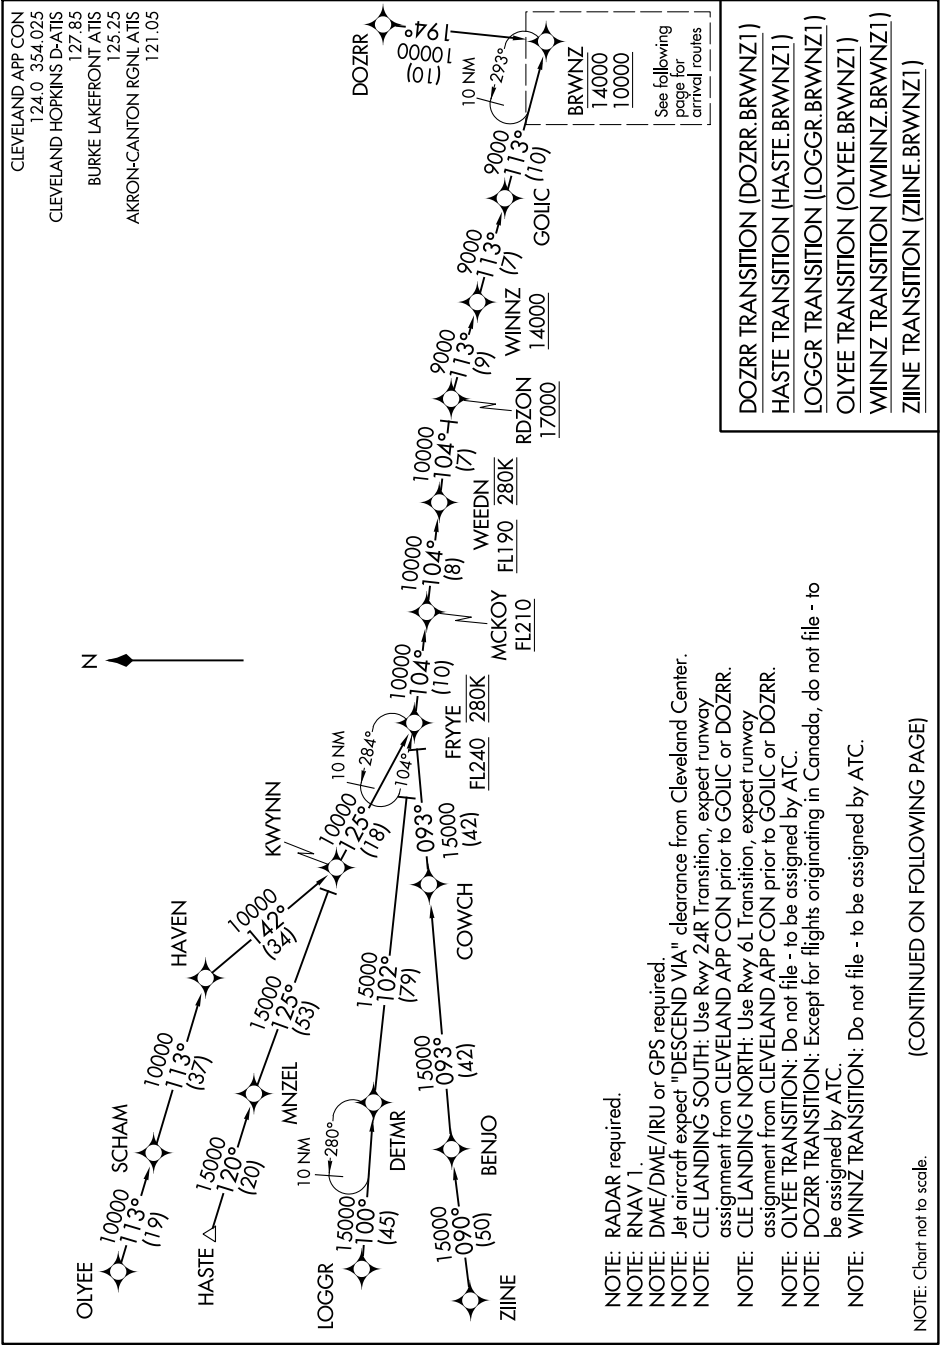 CLEVELAND APP CON
124.0 354.025
CLEVELAND HOPKINS D-ATIS
127.85
BURKE LAKEFRONT ATIS
125.25
AKRON-CANTON RGNL ATIS
121.05
N
OLYEE
10000
113°
(19)
SCHAM
10000
113°
(37)
HAVEN
10000
142°
(34)
KWYNN
10000
125°
(18)
HASTE
15000
120°
(20)
MNZEL
15000
125°
(53)
LOGGR
15000
100°
(45)
10 NM
280°
DETMR
15000
102°
(79)
ZIINE
15000
090°
(50)
BENJO
15000
093°
(42)
COWCH
093°
15000
(42)
10 NM
284°
104°
FRYYE
FL240 280K
10000
104°
(10)
MCKOY
FL210
10000
104°
(8)
WEEDN
FL190 280K
10000
104°
(7)
RDZON
17000
9000
113°
(9)
WINNZ
14000
9000
113°
(7)
GOLIC
9000
113°
(10)
DOZRR
194°
10000
(10)
10 NM
293°
BRWNZ
14000
10000
See following
page for
arrival routes
NOTE: RADAR required.
NOTE: RNAV 1.
NOTE: DME/DME/IRU or GPS required.
NOTE: Jet aircraft expect "DESCEND VIA" clearance from Cleveland Center.
NOTE: CLE LANDING SOUTH: Use Rwy 24R Transition, expect runway
assignment from CLEVELAND APP CON prior to GOLIC or DOZRR.
NOTE: CLE LANDING NORTH: Use Rwy 6L Transition, expect runway
assignment from CLEVELAND APP CON prior to GOLIC or DOZRR.
NOTE: OLYEE TRANSITION: Do not file - to be assigned by ATC.
NOTE: DOZRR TRANSITION: Except for flights originating in Canada, do not file - to
be assigned by ATC.
NOTE: WINNZ TRANSITION: Do not file - to be assigned by ATC.
DOZRR TRANSITION (DOZRR.BRWNZ1)
HASTE TRANSITION (HASTE.BRWNZ1)
LOGGR TRANSITION (LOGGR.BRWNZ1)
OLYEE TRANSITION (OLYEE.BRWNZ1)
WINNZ TRANSITION (WINNZ.BRWNZ1)
ZIINE TRANSITION (ZIINE.BRWNZ1)
(CONTINUED ON FOLLOWING PAGE)
NOTE: Chart not to scale.